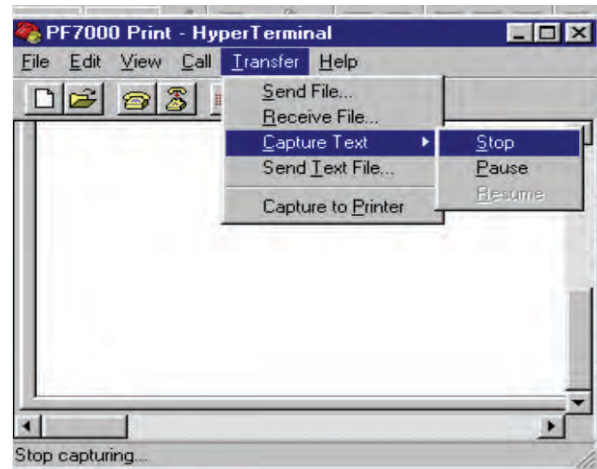 PF7000 Print - HyperTerminal
File Edit View Call Transfer Help
Send File...
Receive File...
Capture Text
Send Text File...
Capture to Printer
Stop
Pause
Resume
Stop capturing...